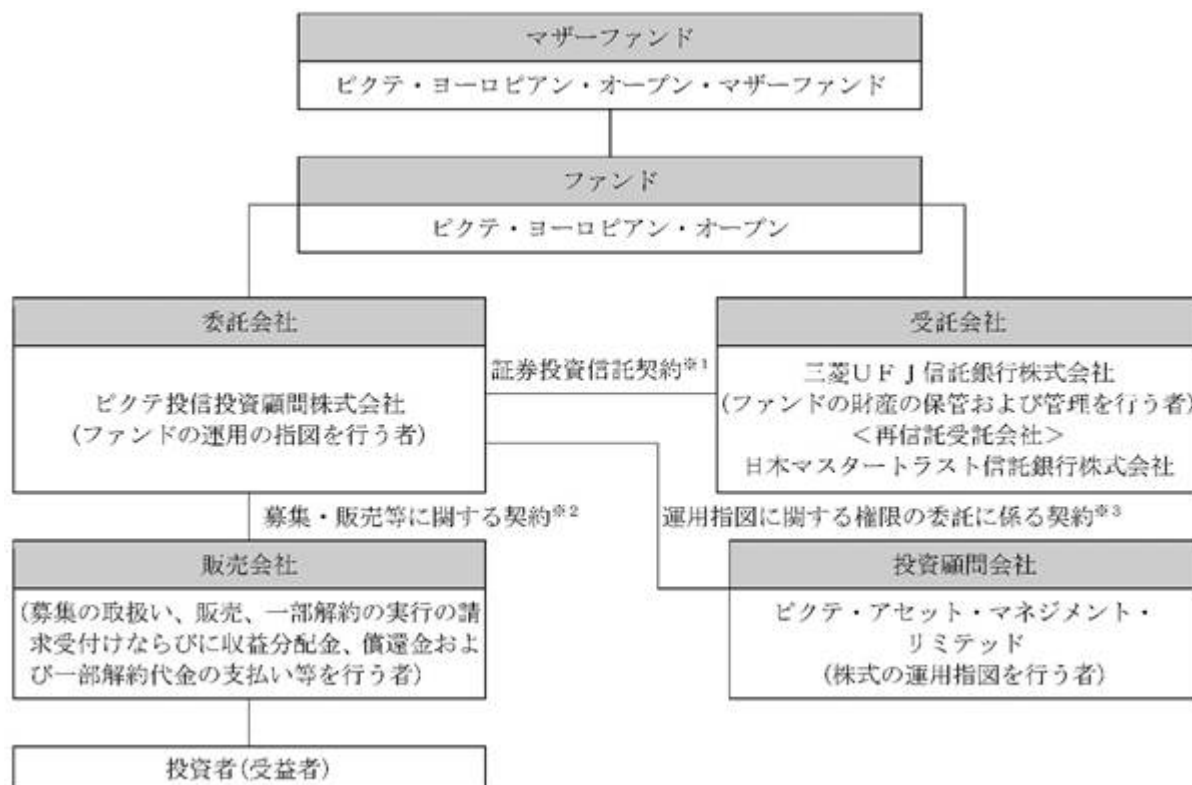 マザーファンド
ピクテ・ヨーロピアン・オープン・マザーファンド
ファンド
ピクテ・ヨーロピアン・オープン
委託会社
ピクテ投信投資顧問株式会社
(ファンドの運用の指図を行う者)
証券投資信託契約※1
受託会社
三菱UFJ信託銀行株式会社
(ファンドの財産の保管および管理を行う者)
<再信託受託会社>
日本マスタートラスト信託銀行株式会社
募集・販売等に関する契約※2
運用指図に関する権限の委託に係る契約※3
販売会社
(募集の取扱い、販売、一部解約の実行の請
求受付けならびに収益分配金、償還金およ
び一部解約代金の支払い等を行う者)
投資顧問会社
ピクテ・アセット・マネジメント・
リミテッド
(株式の運用指図を行う者)
投資者(受益者)